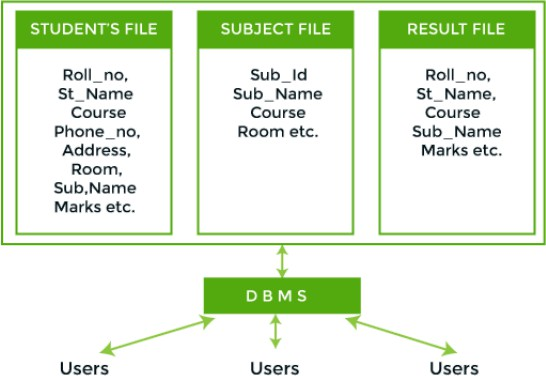 STUDENT'S FILE
Roll_no,
St_Name
Course
Phone_no,
Address,
Room,
Sub,Name
Marks etc.
SUBJECT FILE
Sub_Id
Sub_Name
Course
Room etc.
RESULT FILE
Roll_no,
St_Name,
Course
Sub_Name
Marks etc.
DBMS
Users
Users
Users